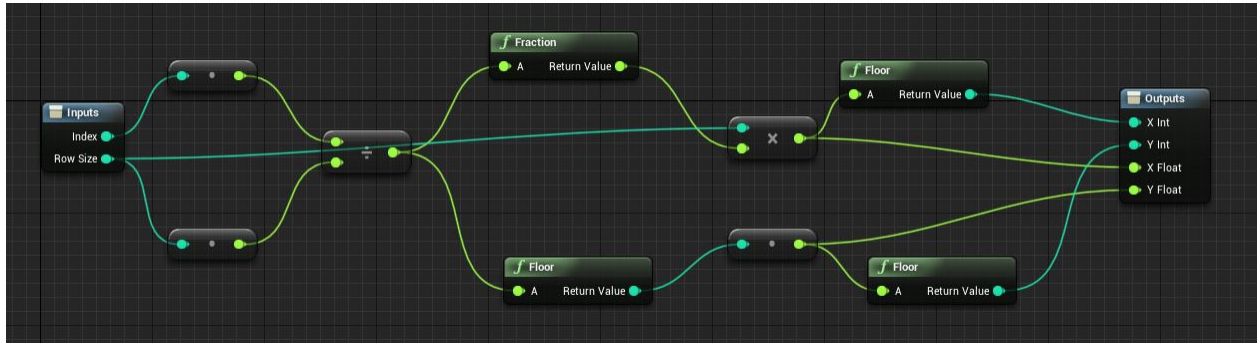 Inputs
Index
Row Size
÷
f Fraction
A Return Value
f Floor
A Return Value
×
f Floor
A Return Value
f Floor
A Return Value
Outputs
X Int
Y Int
X Float
Y Float